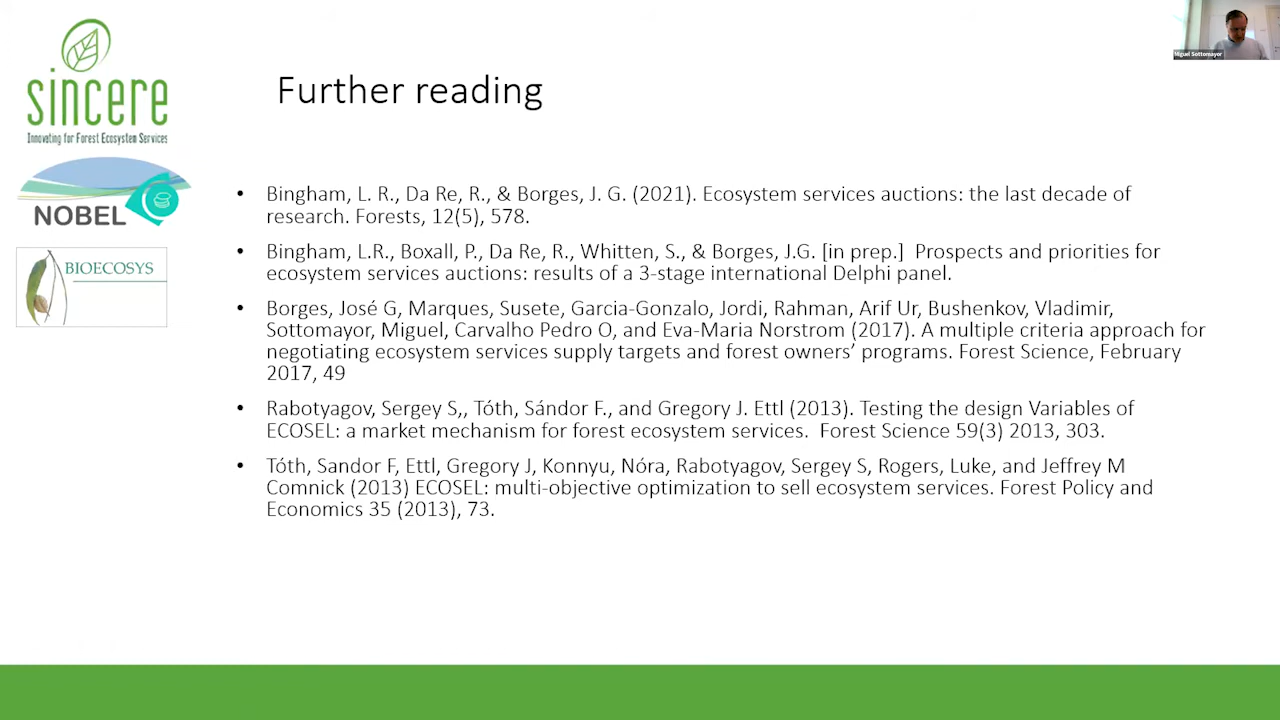 sincere
Innovating for Forest Ecosystem Services
NOBEL
BIOECOSYS
Miguel Sottomayor
Further reading
• Bingham, L. R., Da Re, R., & Borges, J. G. (2021). Ecosystem services auctions: the last decade of
research. Forests, 12(5), 578.
• Bingham, L.R., Boxall, P., Da Re, R., Whitten, S., & Borges, J.G. [in prep.]  Prospects and priorities for
ecosystem services auctions: results of a 3-stage international Delphi panel.
• Borges, José G, Marques, Susete, Garcia-Gonzalo, Jordi, Rahman, Arif Ur, Bushenkov, Vladimir,
Sottomayor, Miguel, Carvalho Pedro O, and Eva-Maria Norstrom (2017). A multiple criteria approach for
negotiating ecosystem services supply targets and forest owners’ programs. Forest Science, February
2017, 49
• Rabotyagov, Sergey S,, Tóth, Sándor F., and Gregory J. Ettl (2013). Testing the design Variables of
ECOSEL: a market mechanism for forest ecosystem services.  Forest Science 59(3) 2013, 303.
• Tóth, Sandor F, Ettl, Gregory J, Konnyu, Nóra, Rabotyagov, Sergey S, Rogers, Luke, and Jeffrey M
Comnick (2013) ECOSEL: multi-objective optimization to sell ecosystem services. Forest Policy and
Economics 35 (2013), 73.